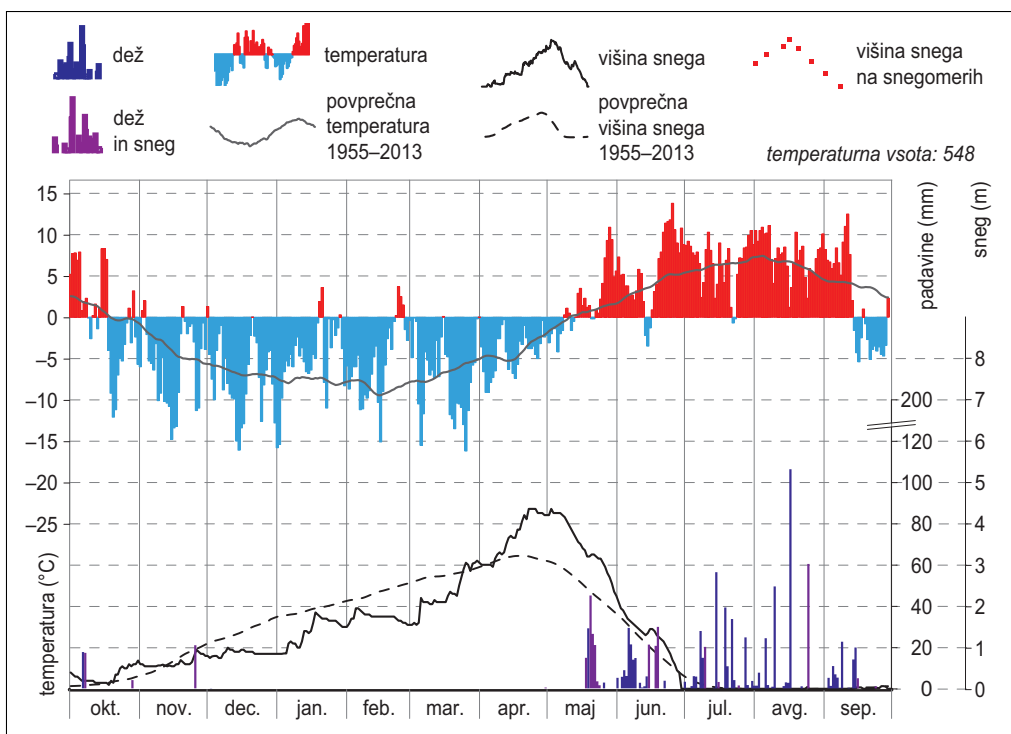 dež
temperatura
višina snega
višina snega
na snegomerih
dež
in sneg
povprečna
temperatura
1955–2013
povprečna
višina snega
1955–2013
temperaturna vsota: 548
15
10
5
0
–5
–10
–15
–20
–25
temperatura (°C)
padavine (mm)
200
120
100
80
60
40
20
0
sneg (m)
8
7
6
5
4
3
2
1
0
okt.
nov.
dec.
jan.
feb.
mar.
apr.
maj
jun.
jul.
avg.
sep.